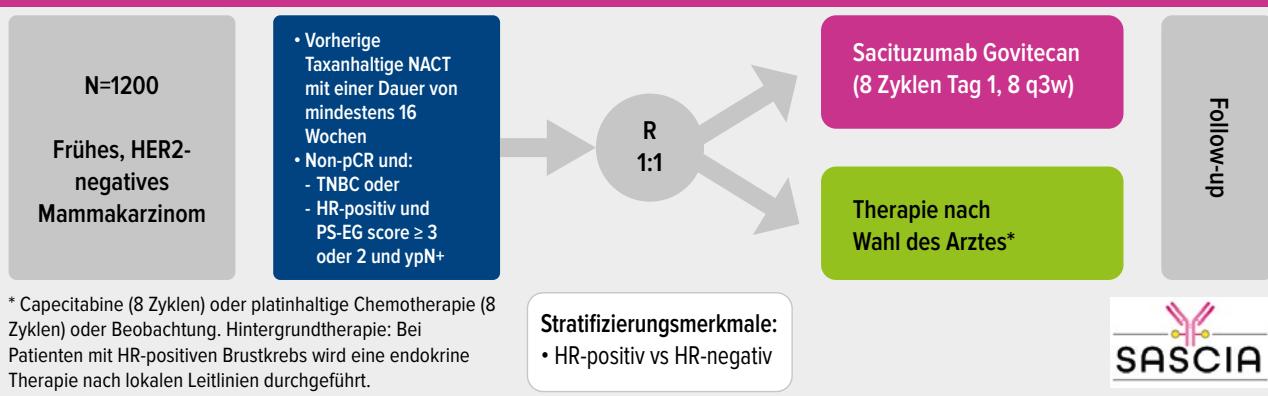 N=1200
Frühes, HER2-
negatives
Mammakarzinom
• Vorherige
Taxanhaltige NACT
mit einer Dauer von
mindestens 16
Wochen
• Non-pCR und:
- TNBC oder
- HR-positiv und
PS-EG score ≥ 3
oder 2 und ypN+
R
1:1
Sacituzumab Govitecan
(8 Zyklen Tag 1, 8 q3w)
Therapie nach
Wahl des Arztes*
Follow-up
* Capecitabine (8 Zyklen) oder platinhaltige Chemotherapie (8
Zyklen) oder Beobachtung. Hintergrundtherapie: Bei
Patienten mit HR-positiven Brustkrebs wird eine endokrine
Therapie nach lokalen Leitlinien durchgeführt.
Stratifizierungsmerkmale:
• HR-positiv vs HR-negativ
SASCIA